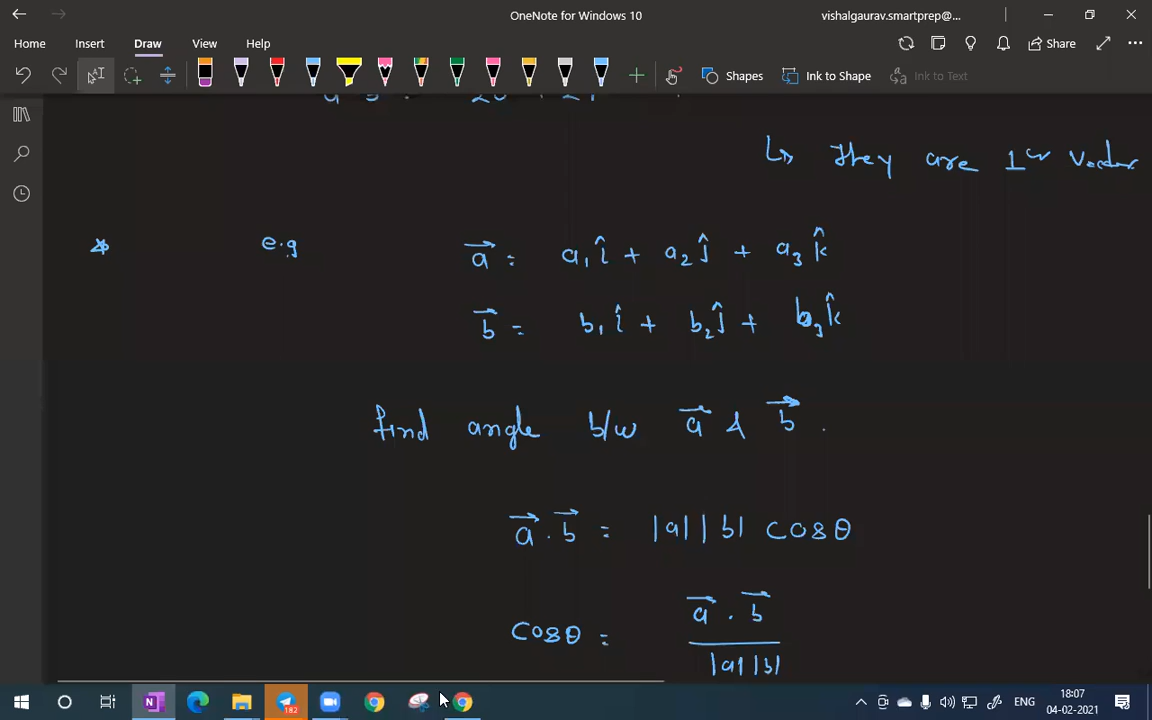 OneNote for Windows 10
vishalgaurav.smartprep@...
Home Insert Draw View Help
Share
Shapes Ink to Shape Ink to Text
↳ they are ⊥ar Vector
* e.g a⃗ = a₁î + a₂ĵ + a₃k̂
b⃗ = b₁î + b₂ĵ + b₃k̂
find angle b/w a⃗ & b⃗.
a⃗.b⃗ = |a||b| cosθ
cosθ = a⃗ . b⃗
|a||b|
182
ENG
18:07
04-02-2021